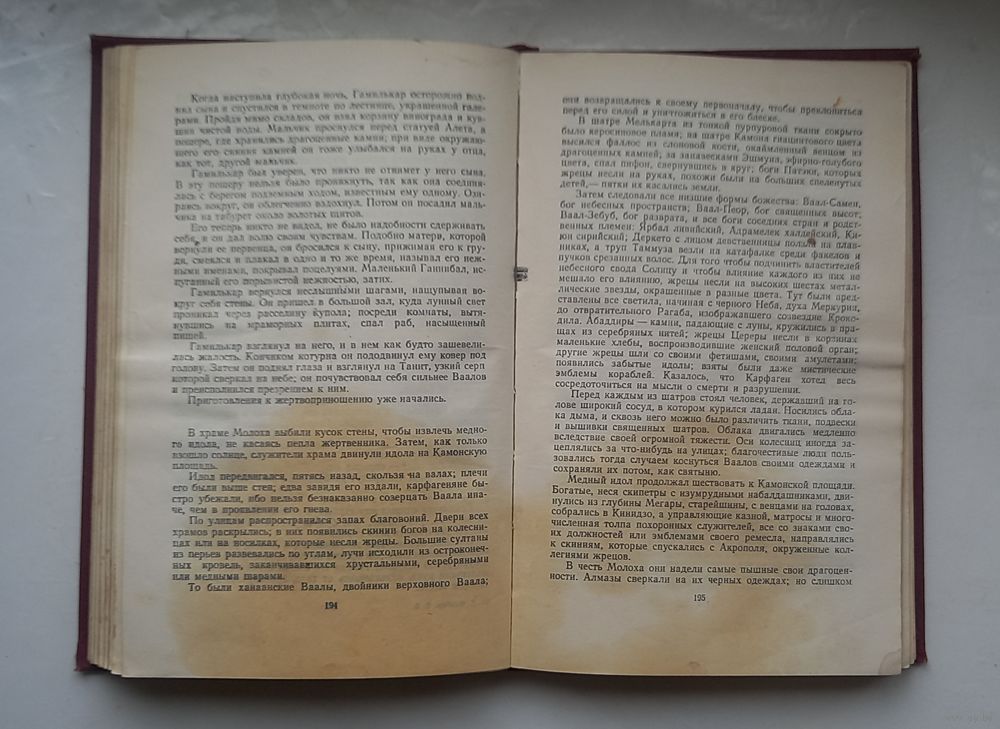 Когда наступила глубокая ночь, Гамилькар осторожно под-
нял сына и спустился в темноте по лестнице, украшенной гале-
рами. Пройдя мимо складов, он взял корзину винограда и кув-
шин чистой воды. Мальчик проснулся перед статуей Алета, в
пещере, где хранились драгоценные камни; при виде окружаю-
щего его сияния камней он тоже улыбался на руках у отца,
как тот, другой мальчик.
Гамилькар был уверен, что никто не отнимет у него сына.
В эту пещеру нельзя было проникнуть, так как она соединя-
лась с берегом подземным ходом, известным ему одному. Ози-
раясь вокруг, он облегченно вздохнул. Потом он посадил маль-
чика на табурет около золотых щитов.
Его теперь никто не видел, не было надобности сдерживать
себя, и он дал волю своим чувствам. Подобно матери, которой
вернули ее первенца, он бросился к сыну, прижимая его к гру-
ди, смеялся и плакал в одно и то же время, называл его неж-
ными именами, покрывал поцелуями. Маленький Ганнибал, ис-
пуганный его порывистой нежностью, затих.
Гамилькар вернулся неслышными шагами, нащупывая во-
круг себя стены. Он пришел в большой зал, куда лунный свет
проникал через расселину купола; посреди комнаты, вытя-
нувшись на мраморных плитах, спал раб, насыщенный
пищей.
Гамилькар взглянул на него, и в нем как будто зашевели-
лась жалость. Кончиком котурна он пододвинул ему ковер под
голову. Затем он поднял глаза и взглянул на Танит, узкий серп
которой сверкал на небе; он почувствовал себя сильнее Ваалов
и преисполнился презрением к ним.
Приготовления к жертвоприношению уже начались.
В храме Молоха выбили кусок стены, чтобы извлечь медно-
го идола, не касаясь пепла жертвенника. Затем, как только
взошло солнце, служители храма двинули идола на Камонскую
площадь.
Идол передвигался, пятясь назад, скользя на валах; плечи
его были выше стен; едва завидя его издали, карфагеняне бы-
стро убежали, ибо нельзя безнаказанно созерцать Ваала ина-
че, чем в проявлении его гнева.
По улицам распространился запах благовоний. Двери всех
храмов раскрылись; в них появились скинии богов на колесни-
цах или на носилках, которые несли жрецы. Большие султаны
из перьев развевались по углам, лучи исходили из остроконеч-
ных кровель, заканчивавшихся хрустальными, серебряными
или медными шарами.
То были ханаанские Ваалы, двойники верховного Ваала;
194
они возвращались к своему первоначалу, чтобы преклониться
перед его силой и уничтожиться в его блеске.
В шатре Мелькарта из тонкой пурпуровой ткани сокрыто
было керосиновое пламя; на шатре Камона гиацинтового цвета
высился фаллос из слоновой кости, окаймленный венцом из
драгоценных камней; за занавесками Эшмуна, эфирно-голубого
цвета, спал пифон, свернувшись в круг; боги Патэки, которых
жрецы несли на руках, похожи были на больших спеленутых
детей,— пятки их касались земли.
Затем следовали все низшие формы божества: Ваал-Самен,
бог небесных пространств; Ваал-Пеор, бог священных высот;
Ваал-Зебуб, бог разврата, и все боги соседних стран и родст-
венных племен; Ярбал ливийский, Адрамелек халдейский, Ки-
юн сирийский; Деркето с лицом девственницы ползла на плав-
никах, а труп Таммуза везли на катафалке среди факелов и
пучков срезанных волос. Для того чтобы подчинить властителей
небесного свода Солнцу и чтобы влияние каждого из них не
мешало его влиянию, жрецы несли на высоких шестах метал-
лические звезды, окрашенные в разные цвета. Тут были пред-
ставлены все светила, начиная с черного Неба, духа Меркурия,
до отвратительного Рагаба, изображавшего созвездие Кроко-
дила. Абаддиры — камни, падающие с луны, кружились в пра-
щах из серебряных нитей; жрецы Цереры несли в корзинах
маленькие хлебы, воспроизводившие женский половой орган;
другие жрецы шли со своими фетишами, своими амулетами;
появились забытые идолы; взяты были даже мистические
эмблемы кораблей. Казалось, что Карфаген хотел весь
сосредоточиться на мысли о смерти и разрушении.
Перед каждым из шатров стоял человек, державший на го-
лове широкий сосуд, в котором курился ладан. Носились обла-
ка дыма, и сквозь него можно было различить ткани, подвески
и вышивки священных шатров. Облака двигались медленно
вследствие своей огромной тяжести. Оси колесниц иногда за-
цеплялись за что-нибудь на улицах; благочестивые люди поль-
зовались тогда случаем коснуться Ваалов своими одеждами и
сохраняли их потом, как святыню.
Медный идол продолжал шествовать к Камонской площади.
Богатые, неся скипетры с изумрудными набалдашниками, дви-
нулись из глубины Мегары, старейшины, с венцами на головах,
собрались в Киниздо, а управляющие казной, матросы и много-
численная толпа похоронных служителей, все со знаками сво-
их должностей или эмблемами своего ремесла, направлялись
к скиниям, которые спускались с Акрополя, окруженные кол-
легиями жрецов.
В честь Молоха они надели самые пышные свои драгоцен-
ности. Алмазы сверкали на их черных одеждах; но слишком
195